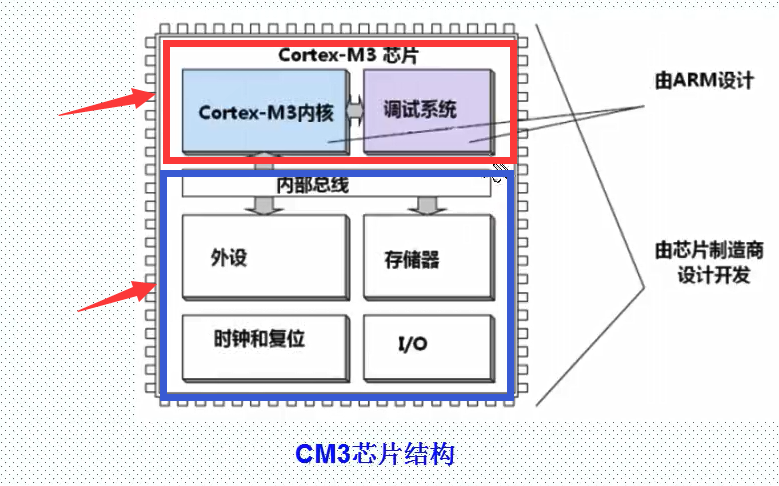 Cortex-M3 芯片
Cortex-M3内核
调试系统
由ARM设计
内部总线
外设
存储器
由芯片制造商
设计开发
时钟和复位
I/O
CM3芯片结构